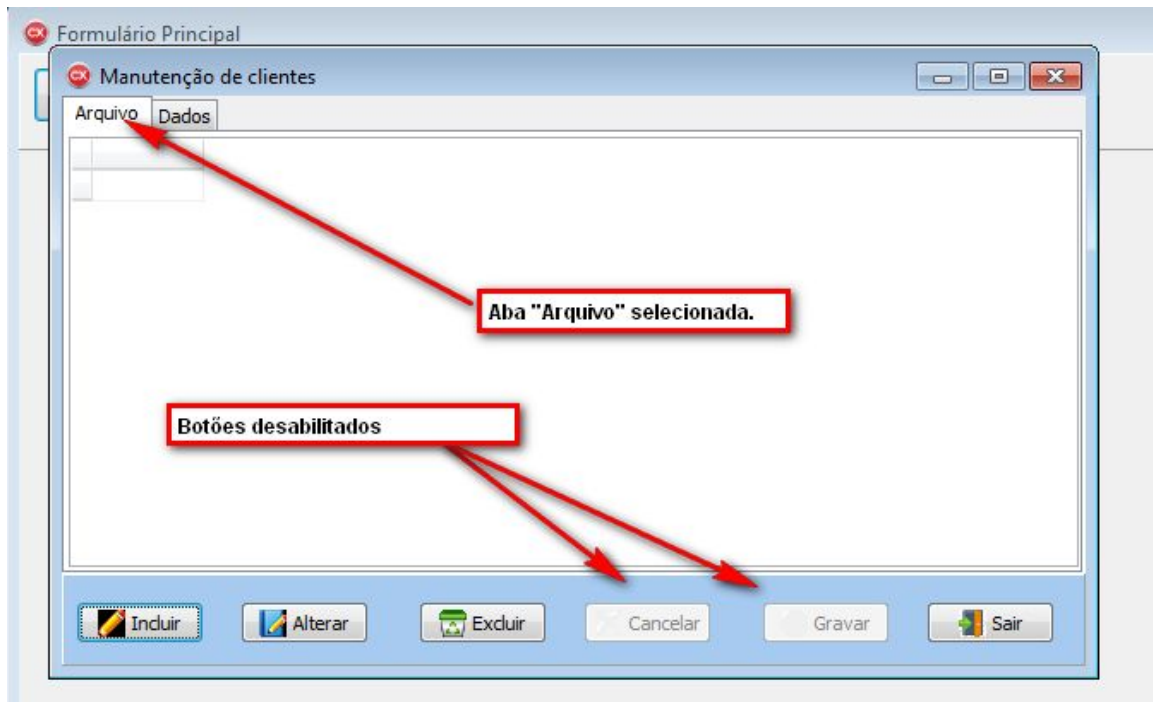 Formulário Principal
Manutenção de clientes
Arquivo Dados
Aba "Arquivo" selecionada.
Botões desabilitados
Incluir Alterar Excluir Cancelar Gravar Sair